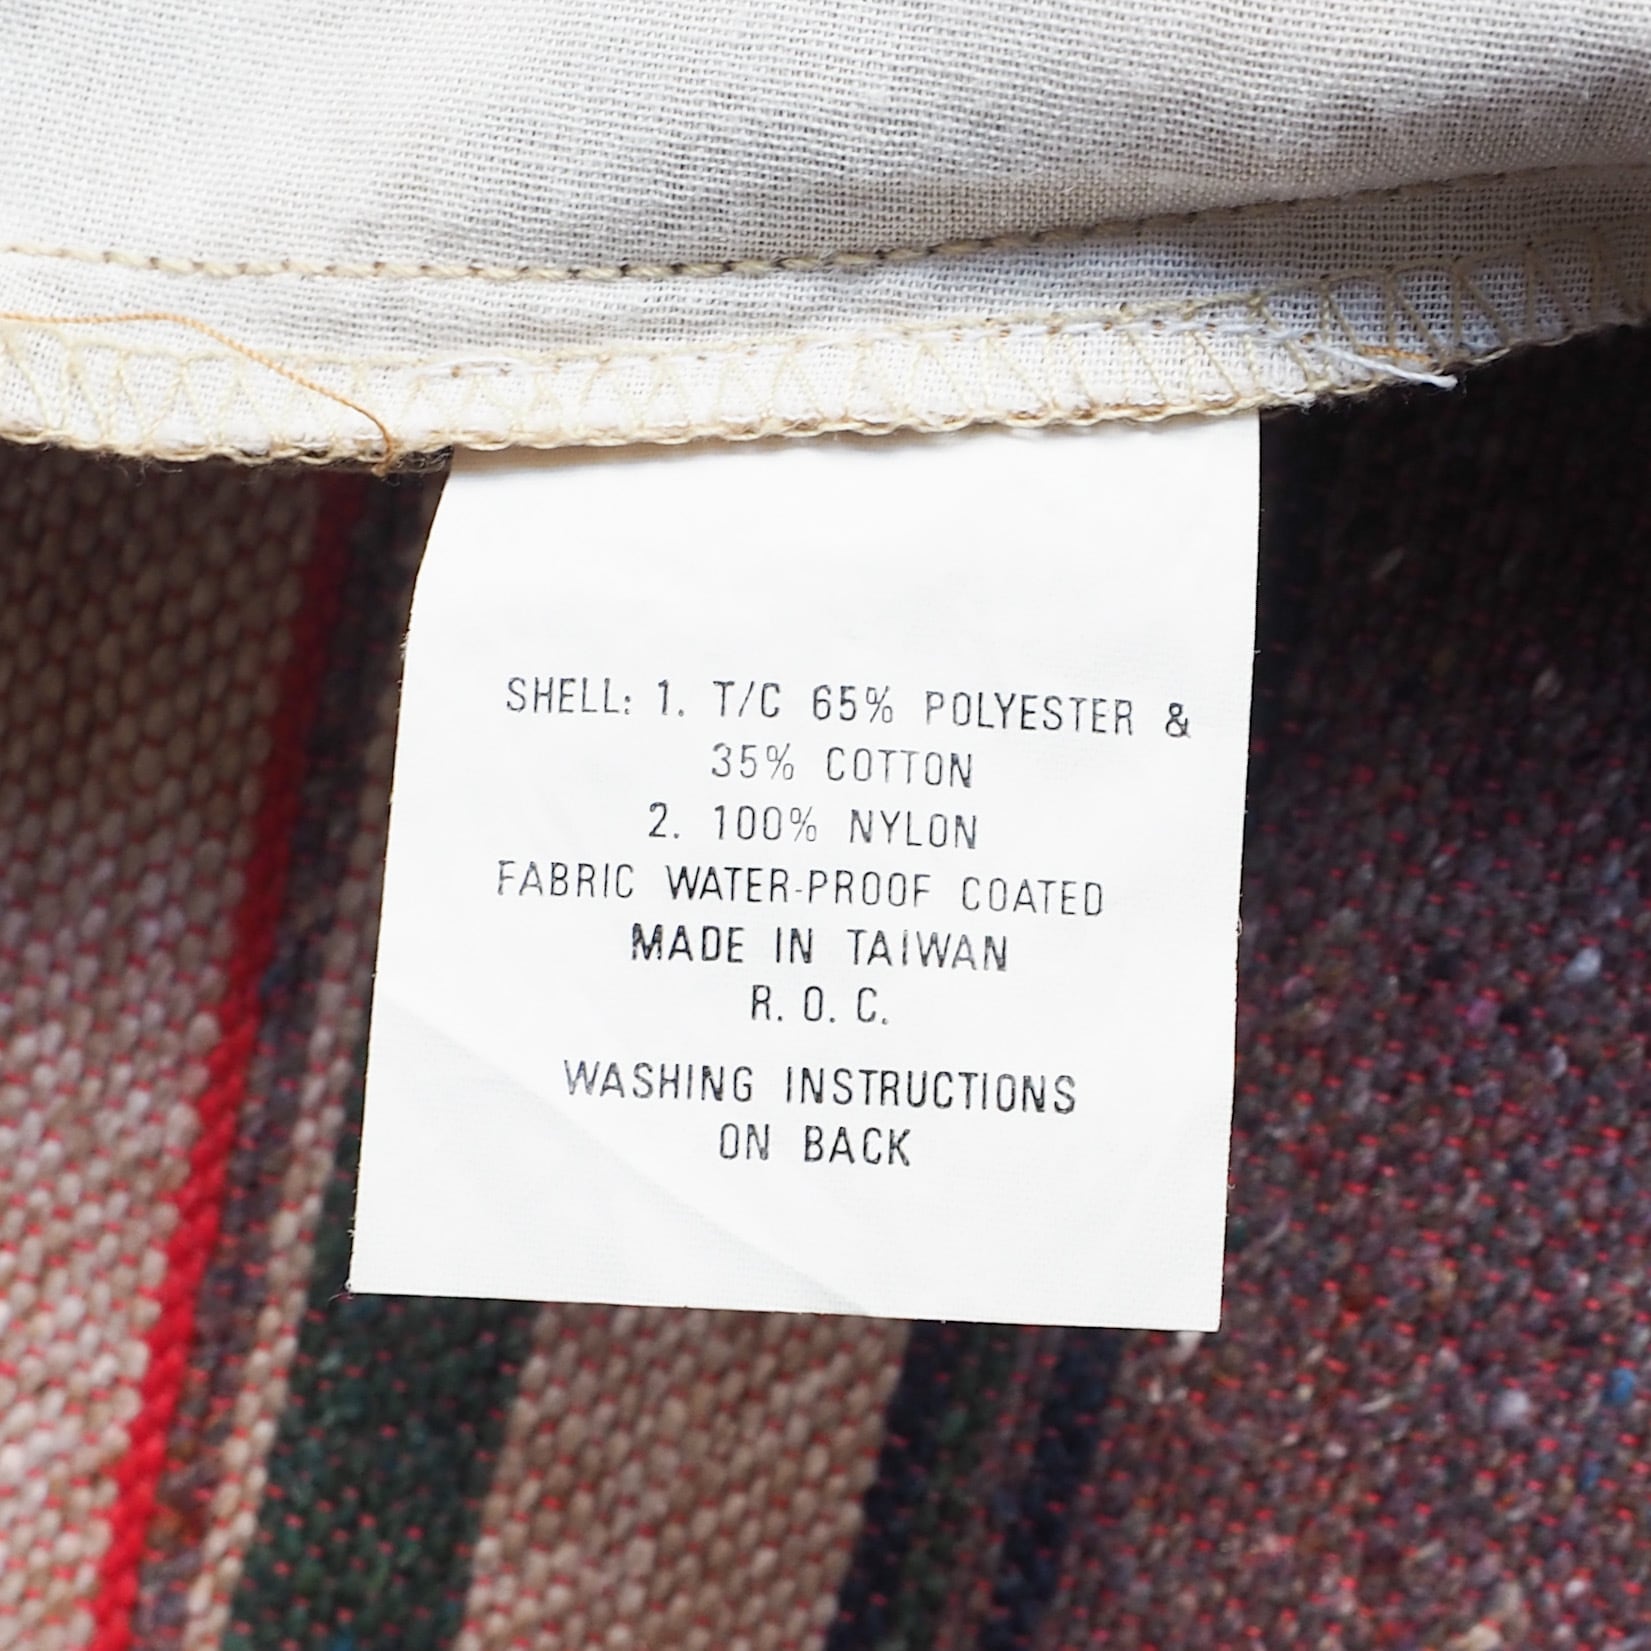 SHELL: 1. T/C 65% POLYESTER &
35% COTTON
2. 100% NYLON
FABRIC WATER-PROOF COATED
MADE IN TAIWAN
R. O. C.
WASHING INSTRUCTIONS
ON BACK